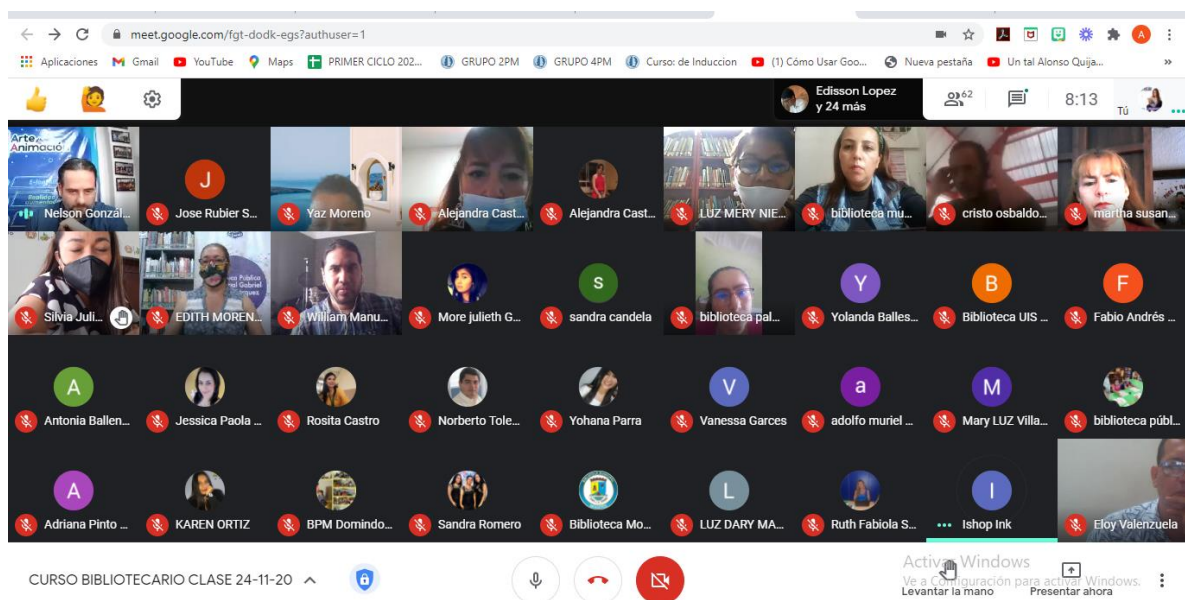 meet.google.com/fgt-dodk-egs?authuser=1
Aplicaciones Gmail YouTube Maps PRIMER CICLO 202... GRUPO 2PM GRUPO 4PM Curso: de Induccion (1) Cómo Usar Goo... Nueva pestaña Un tal Alonso Quija... »
A
Edisson Lopez
y 24 más
62
8:13
Tú
Arte
Animació
J
Nelson Gonzál... Jose Rubier S... Yaz Moreno Alejandra Cast... Alejandra Cast... LUZ MERY NIE... biblioteca mu... cristo osbaldo... martha susan...
Pública
Gabriel
s Y B F
Silvia Juli... EDITH MOREN... William Manu... More julieth G... sandra candela biblioteca pal... Yolanda Balles... Biblioteca UIS ... Fabio Andrés ...
A V a M
Antonia Ballen... Jessica Paola ... Rosita Castro Norberto Tole... Yohana Parra Vanessa Garces adolfo muriel ... Mary LUZ Villa... biblioteca públ...
A L I
Adriana Pinto ... KAREN ORTIZ BPM Domindo... Sandra Romero Biblioteca Mo... LUZ DARY MA... Ruth Fabiola S... Ishop Ink Eloy Valenzuela
CURSO BIBLIOTECARIO CLASE 24-11-20
Activar Windows
Ve a Configuración para activar Windows.
Levantar la mano Presentar ahora